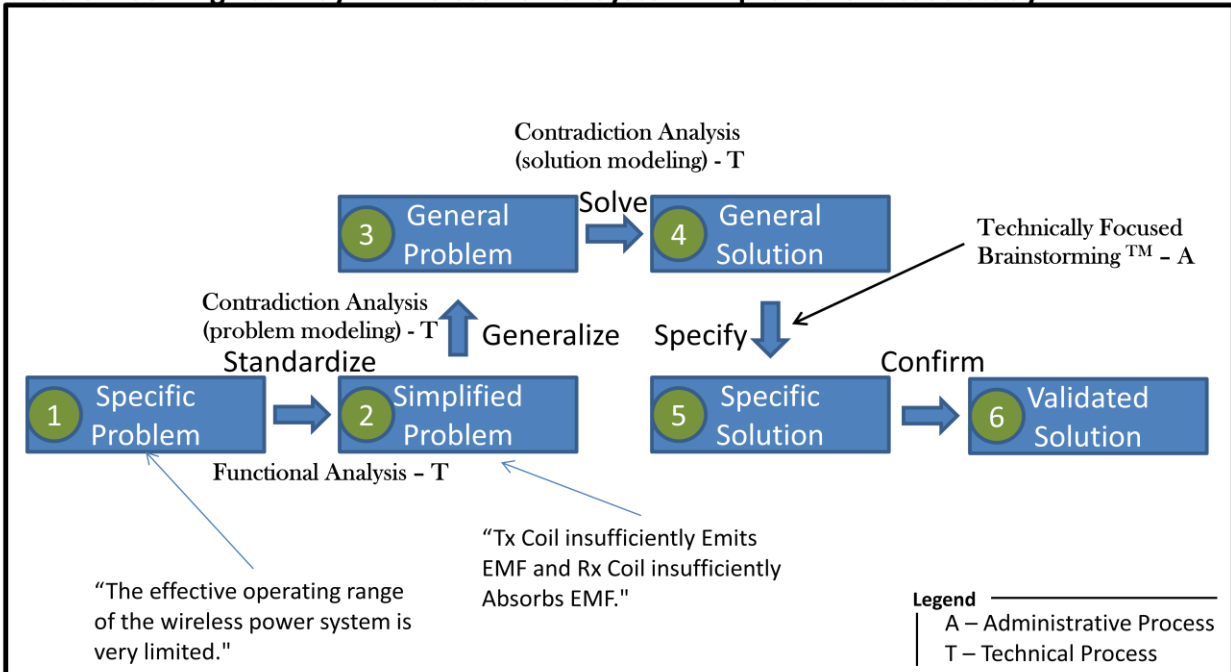 Contradiction Analysis
(solution modeling) - T
Solve
3
General
Problem
4
General
Solution
Technically Focused
Brainstorming ™ – A
Contradiction Analysis
(problem modeling) - T
Generalize
Specify
Standardize
Confirm
1
Specific
Problem
2
Simplified
Problem
5
Specific
Solution
6
Validated
Solution
Functional Analysis – T
“Tx Coil insufficiently Emits
EMF and Rx Coil insufficiently
Absorbs EMF."
“The effective operating range
of the wireless power system is
very limited."
Legend
A – Administrative Process
T – Technical Process